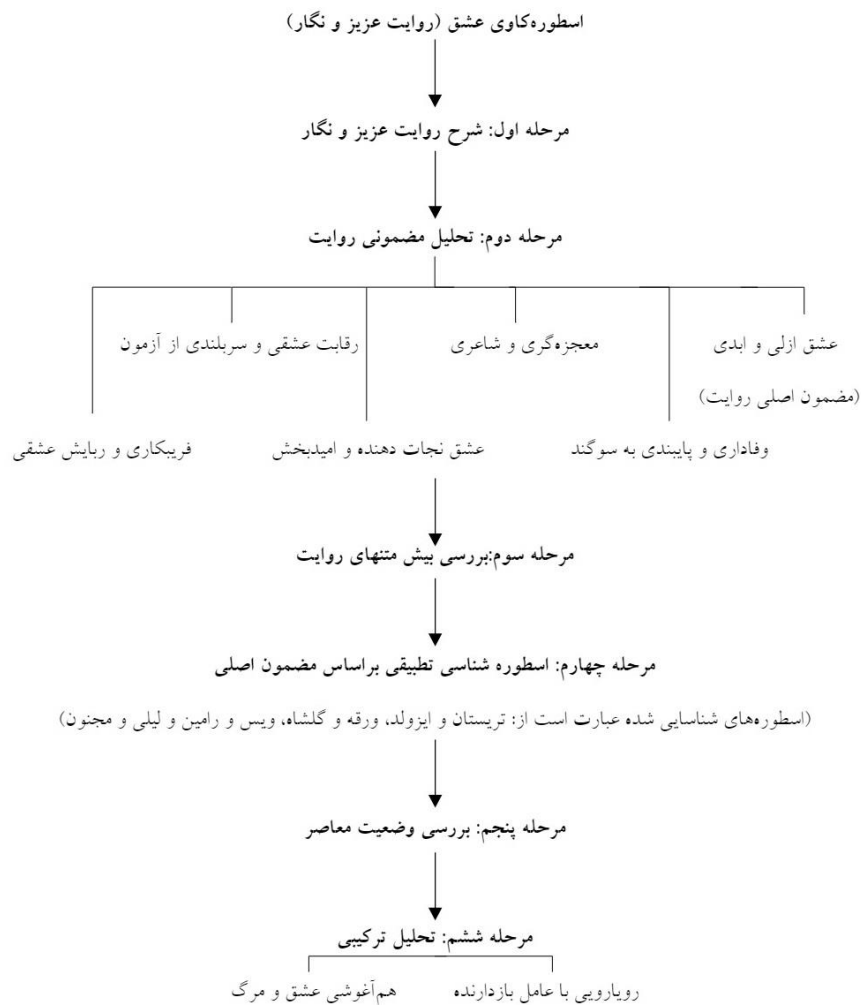 اسطوره‌کاوی عشق (روایت عزیز و نگار)
مرحله اول: شرح روایت عزیز و نگار
مرحله دوم: تحلیل مضمونی روایت
عشق ازلی و ابدی
(مضمون اصلی روایت)
معجزه‌گری و شاعری
رقابت عشقی و سربلندی از آزمون
وفاداری و پایبندی به سوگند
عشق نجات دهنده و امیدبخش
فریبکاری و ربایش عشقی
مرحله سوم:بررسی بیش متنهای روایت
مرحله چهارم: اسطوره شناسی تطبیقی براساس مضمون اصلی
(اسطوره‌های شناسایی شده عبارت است از: تریستان و ایزولد، ورقه و گلشاه، ویس و رامین و لیلی و مجنون)
مرحله پنجم: بررسی وضعیت معاصر
مرحله ششم: تحلیل ترکیبی
رویارویی با عامل بازدارنده
هم‌آغوشی عشق و مرگ